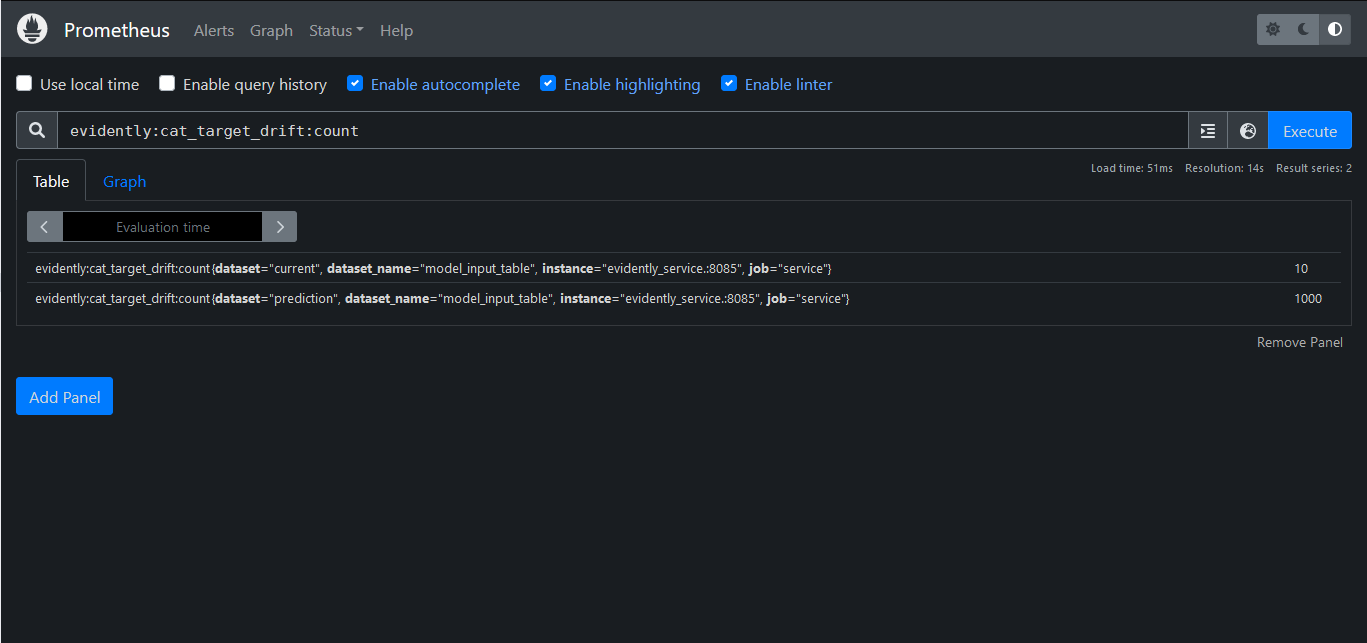 Prometheus Alerts Graph Status Help
Use local time Enable query history Enable autocomplete Enable highlighting Enable linter
evidently:cat_target_drift:count Execute
Table Graph Load time: 51ms Resolution: 14s Result series: 2
Evaluation time
evidently:cat_target_drift:count{dataset="current", dataset_name="model_input_table", instance="evidently_service.:8085", job="service"} 10
evidently:cat_target_drift:count{dataset="prediction", dataset_name="model_input_table", instance="evidently_service.:8085", job="service"} 1000
Remove Panel
Add Panel